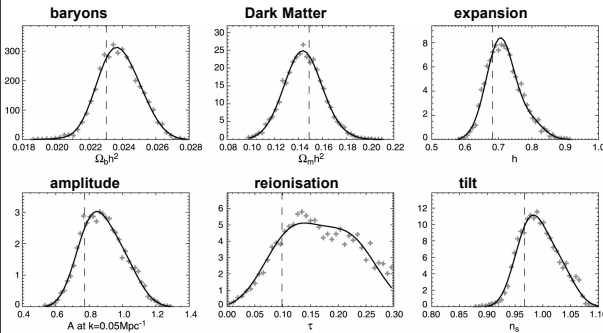 baryons
300
200
100
0
0.018 0.020 0.022 0.024 0.026 0.028
Ωbh²
Dark Matter
30
25
20
15
10
5
0
0.08 0.10 0.12 0.14 0.16 0.18 0.20 0.22
Ωmh²
expansion
8
6
4
2
0
0.5 0.6 0.7 0.8 0.9 1.0
h
amplitude
3
2
1
0
0.4 0.6 0.8 1.0 1.2 1.4
A at k=0.05Mpc⁻¹
reionisation
6
5
4
3
2
1
0
0.00 0.05 0.10 0.15 0.20 0.25 0.30
τ
tilt
12
10
8
6
4
2
0
0.80 0.85 0.90 0.95 1.00 1.05 1.10
ns